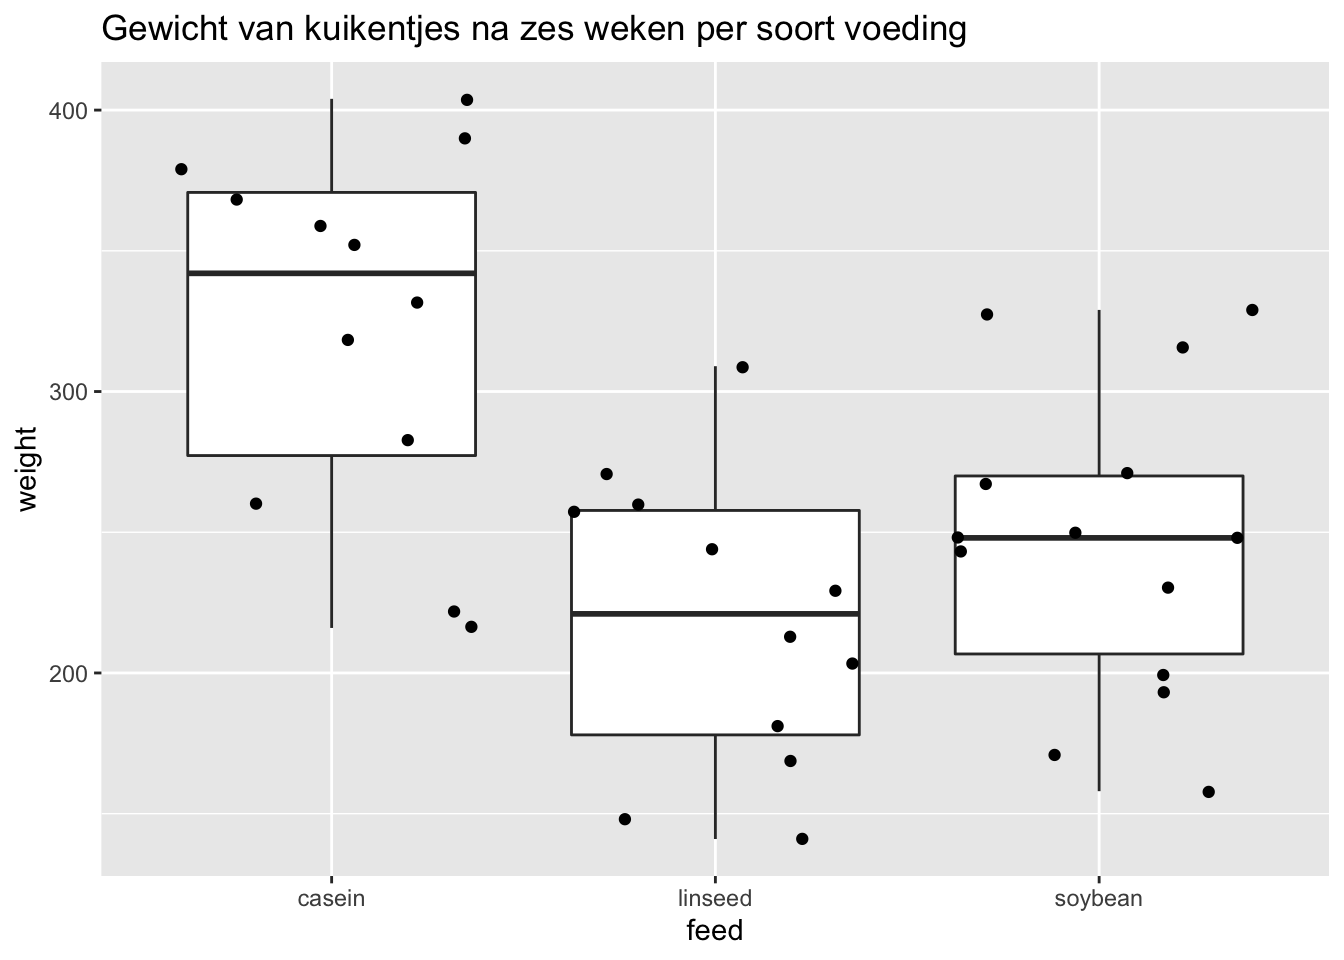 Gewicht van kuikentjes na zes weken per soort voeding
400
300
200
weight
casein
linseed
soybean
feed